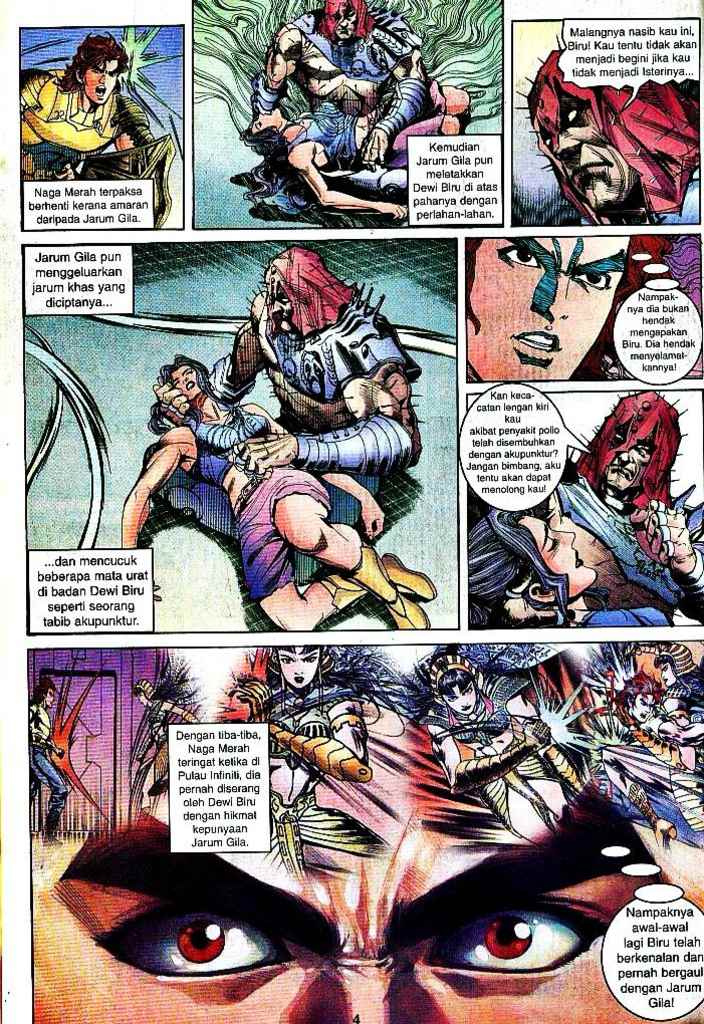 Naga Merah terpaksa
berhenti kerana amaran
daripada Jarum Gila.
Kemudian
Jarum Gila pun
meletakkan
Dewi Biru di atas
pahanya dengan
perlahan-lahan.
Malangnya nasib kau ini,
Biru! Kau tentu tidak akan
menjadi begini jika kau
tidak menjadi Isterinya...
Jarum Gila pun
menggeluarkan
jarum khas yang
diciptanya...
...dan mencucuk
beberapa mata urat
di badan Dewi Biru
seperti seorang
tabib akupunktur.
Nampak-
nya dia bukan
hendak
mengapakan
Biru. Dia hendak
menyelamat-
kannya!
Kan keca-
catan lengan kiri
kau
akibat penyakit pollo
telah disembuhkan
dengan akupunktur?
Jangan bimbang, aku
tentu akan dapat
menolong kau!
Dengan tiba-tiba,
Naga Merah
teringat ketika di
Pulau Infiniti, dia
pernah diserang
oleh Dewi Biru
dengan hikmat
kepunyaan
Jarum Gila.
Nampaknya
awal-awal
lagi Biru telah
berkenalan dan
pernah bergaul
dengan Jarum
Gila!
4